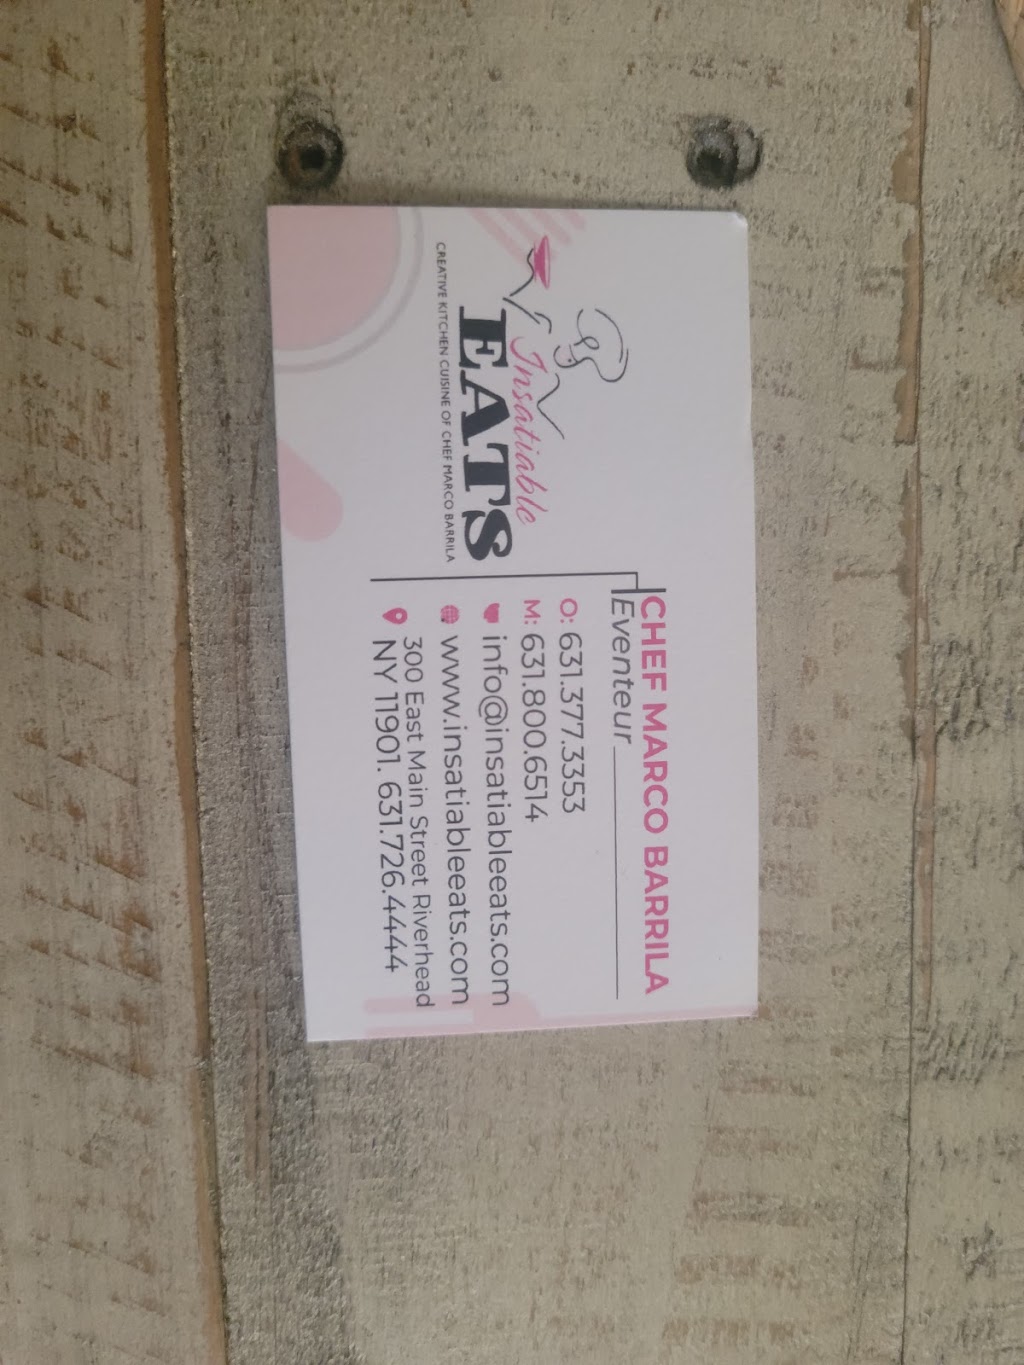 Insatiable
EATS
CREATIVE KITCHEN CUISINE OF CHEF MARCO BARRILA
CHEF MARCO BARRILA
Eventeur
O: 631.377.3353
M: 631.800.6514
info@insatiableeats.com
www.insatiableeats.com
300 East Main Street Riverhead
NY 11901. 631.726.4444